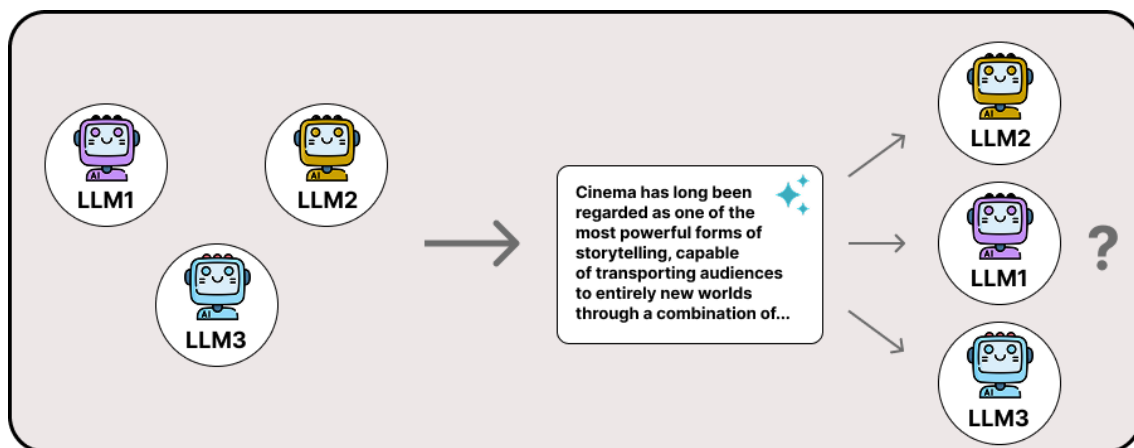 AI
LLM1
AI
LLM2
AI
LLM3
Cinema has long been
regarded as one of the
most powerful forms of
storytelling, capable
of transporting audiences
to entirely new worlds
through a combination of...
AI
LLM2
AI
LLM1
?
AI
LLM3